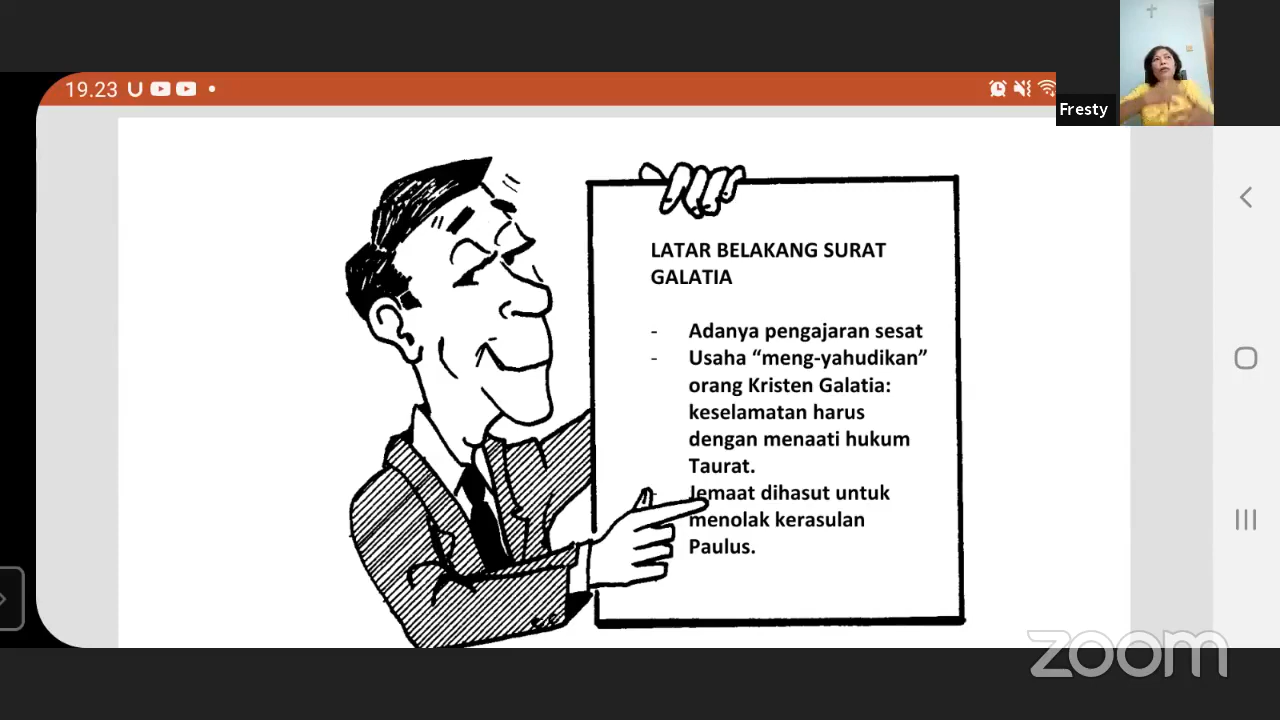 19.23
Fresty
LATAR BELAKANG SURAT
GALATIA
- Adanya pengajaran sesat
- Usaha “meng-yahudikan”
orang Kristen Galatia:
keselamatan harus
dengan menaati hukum
Taurat.
Jemaat dihasut untuk
menolak kerasulan
Paulus.
zoom